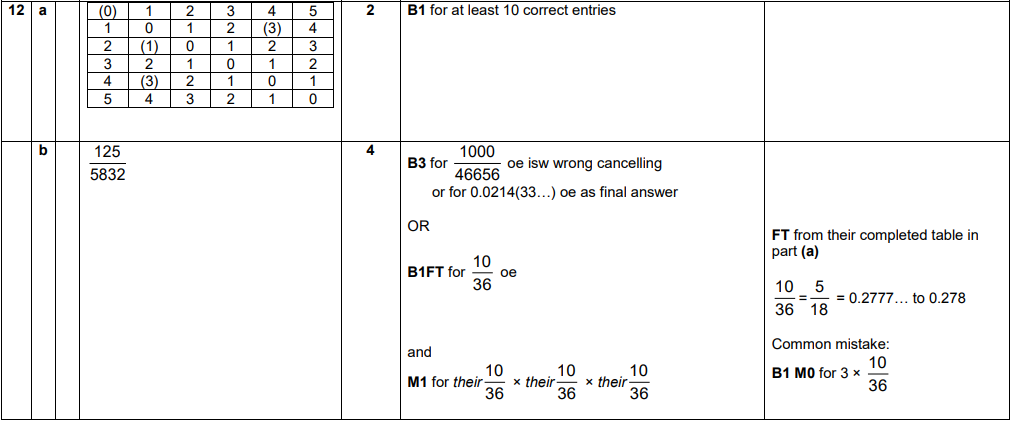 12 a 2 B1 for at least 10 correct entries
(0) 1 2 3 4 5
1 0 1 2 (3) 4
2 (1) 0 1 2 3
3 2 1 0 1 2
4 (3) 2 1 0 1
5 4 3 2 1 0
b 125/5832 4 B3 for 1000/46656 oe isw wrong cancelling
or for 0.0214(33…) oe as final answer
OR
B1FT for 10/36 oe
and
M1 for their 10/36 × their 10/36 × their 10/36
FT from their completed table in
part (a)
10/36 = 5/18 = 0.2777… to 0.278
Common mistake:
B1 M0 for 3 × 10/36